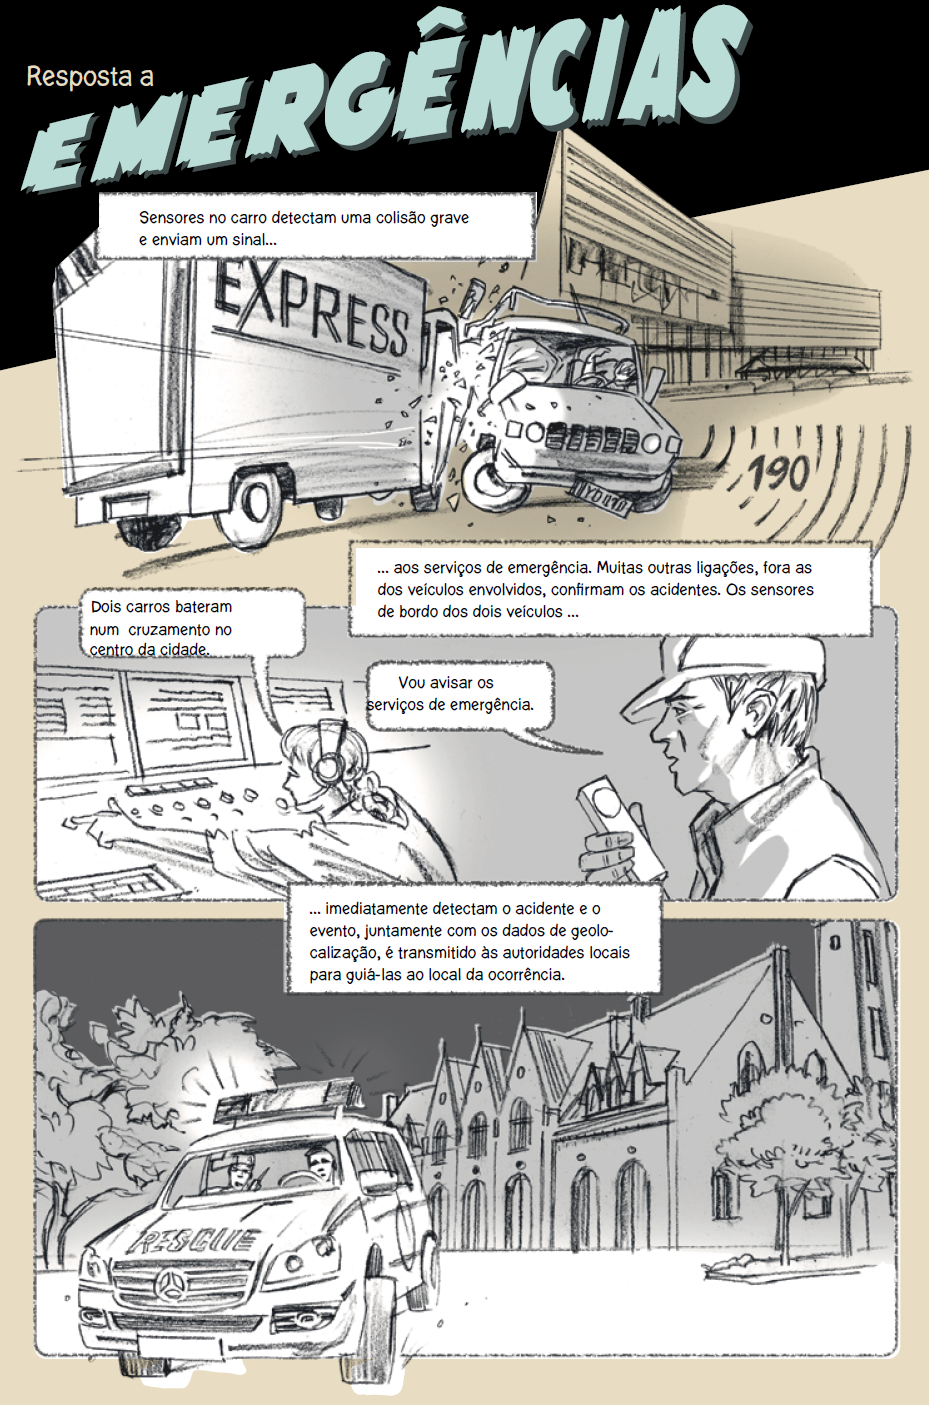 Resposta a
EMERGÊNCIAS
Sensores no carro detectam uma colisão grave
e enviam um sinal...
EXPRESS
190
... aos serviços de emergência. Muitas outras ligações, fora as
dos veículos envolvidos, confirmam os acidentes. Os sensores
de bordo dos dois veículos ...
Dois carros bateram
num cruzamento no
centro da cidade.
Vou avisar os
serviços de emergência.
... imediatamente detectam o acidente e o
evento, juntamente com os dados de geolo-
calização, é transmitido às autoridades locais
para guiá-las ao local da ocorrência.
RESCUE